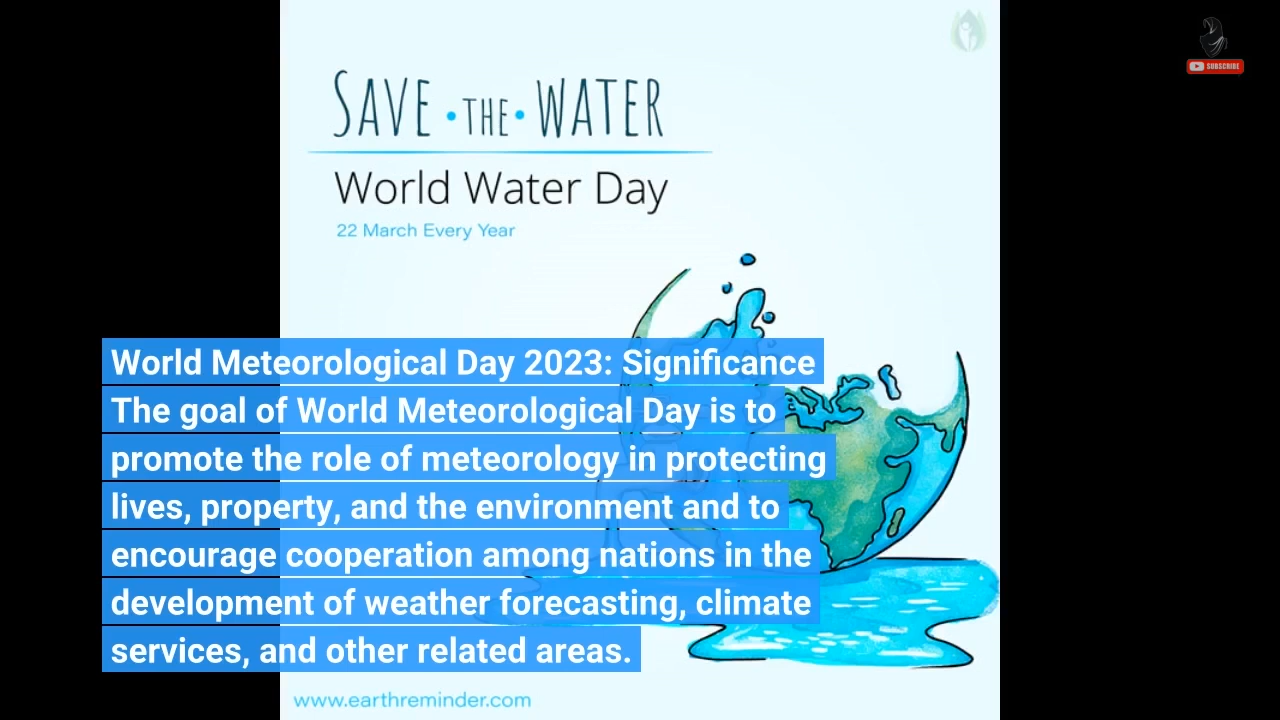 SAVE • THE • WATER
World Water Day
22 March Every Year
SUBSCRIBE
World Meteorological Day 2023: Significance
The goal of World Meteorological Day is to
promote the role of meteorology in protecting
lives, property, and the environment and to
encourage cooperation among nations in the
development of weather forecasting, climate
services, and other related areas.
www.earthreminder.com